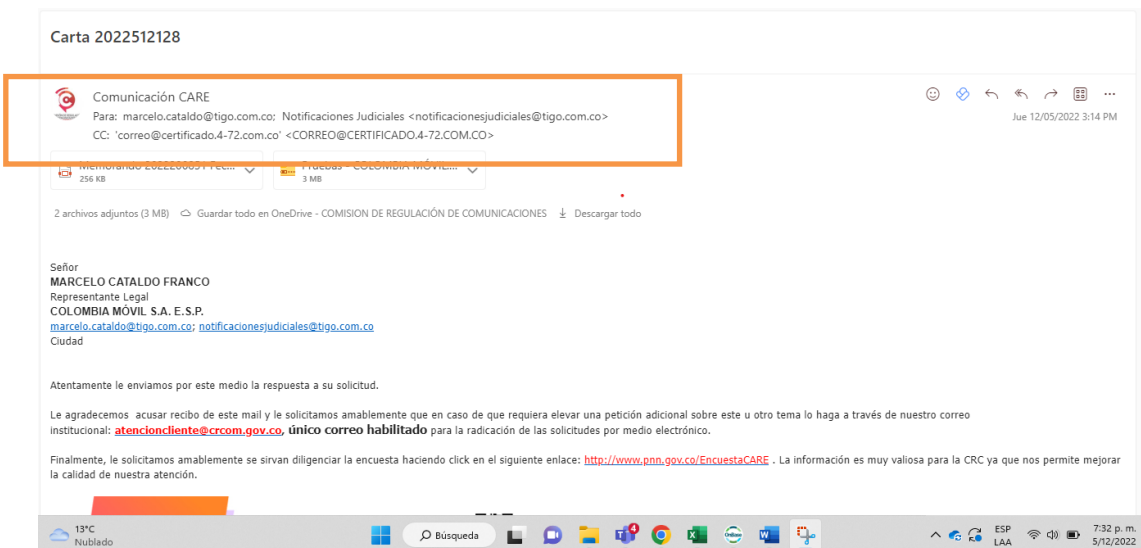 Carta 2022512128
Comunicación CARE
Para: marcelo.cataldo@tigo.com.co; Notificaciones Judiciales <notificacionesjudiciales@tigo.com.co>
CC: 'correo@certificado.4-72.com.co' <CORREO@CERTIFICADO.4-72.COM.CO>
Jue 12/05/2022 3:14 PM
Memorando
256 KB
Pruebas - COLOMBIA MÓVIL....
3 MB
2 archivos adjuntos (3 MB) Guardar todo en OneDrive - COMISION DE REGULACIÓN DE COMUNICACIONES Descargar todo
Señor
MARCELO CATALDO FRANCO
Representante Legal
COLOMBIA MÓVIL S.A. E.S.P.
marcelo.cataldo@tigo.com.co; notificacionesjudiciales@tigo.com.co
Ciudad
Atentamente le enviamos por este medio la respuesta a su solicitud.
Le agradecemos acusar recibo de este mail y le solicitamos amablemente que en caso de que requiera elevar una petición adicional sobre este u otro tema lo haga a través de nuestro correo
institucional: atencioncliente@crcom.gov.co, único correo habilitado para la radicación de las solicitudes por medio electrónico.
Finalmente, le solicitamos amablemente se sirvan diligenciar la encuesta haciendo click en el siguiente enlace: http://www.pnn.gov.co/EncuestaCARE . La información es muy valiosa para la CRC ya que nos permite mejorar
la calidad de nuestra atención.
13°C
Nublado
Búsqueda
4
ESP
LAA
7:32 p. m.
5/12/2022